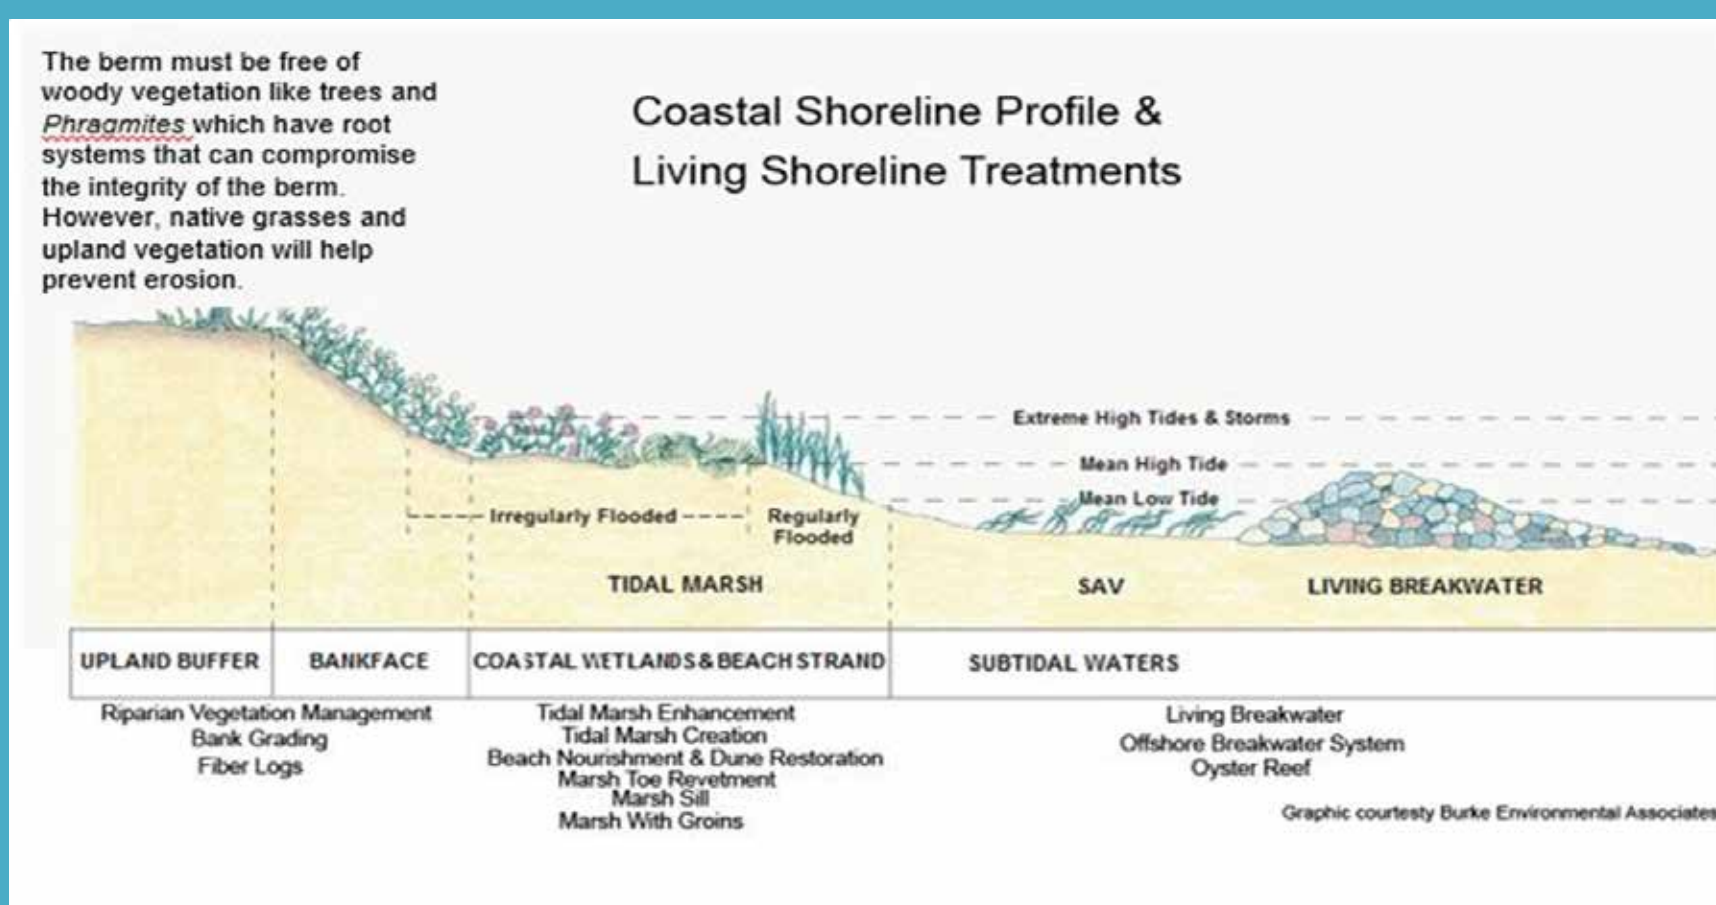 The berm must be free of
woody vegetation like trees and
Phragmites which have root
systems that can compromise
the integrity of the berm.
However, native grasses and
upland vegetation will help
prevent erosion.
Coastal Shoreline Profile &
Living Shoreline Treatments
Extreme High Tides & Storms
Mean High Tide
Mean Low Tide
Irregularly Flooded
Regularly
Flooded
TIDAL MARSH
SAV
LIVING BREAKWATER
UPLAND BUFFER
BANKFACE
COASTAL WETLANDS & BEACH STRAND
SUBTIDAL WATERS
Riparian Vegetation Management
Bank Grading
Fiber Logs
Tidal Marsh Enhancement
Tidal Marsh Creation
Beach Nourishment & Dune Restoration
Marsh Toe Revetment
Marsh Sill
Marsh With Groins
Living Breakwater
Offshore Breakwater System
Oyster Reef
Graphic courtesty Burke Environmental Associates